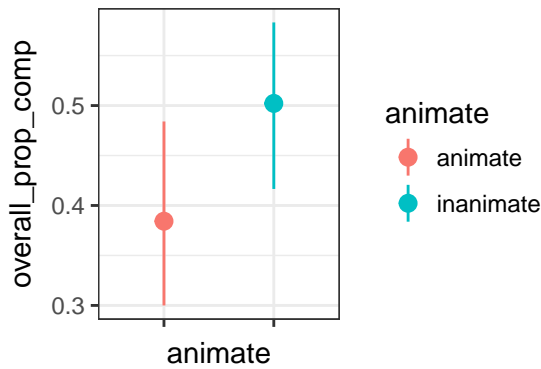 overall_prop_comp
0.5
0.4
0.3
animate
animate
animate
inanimate